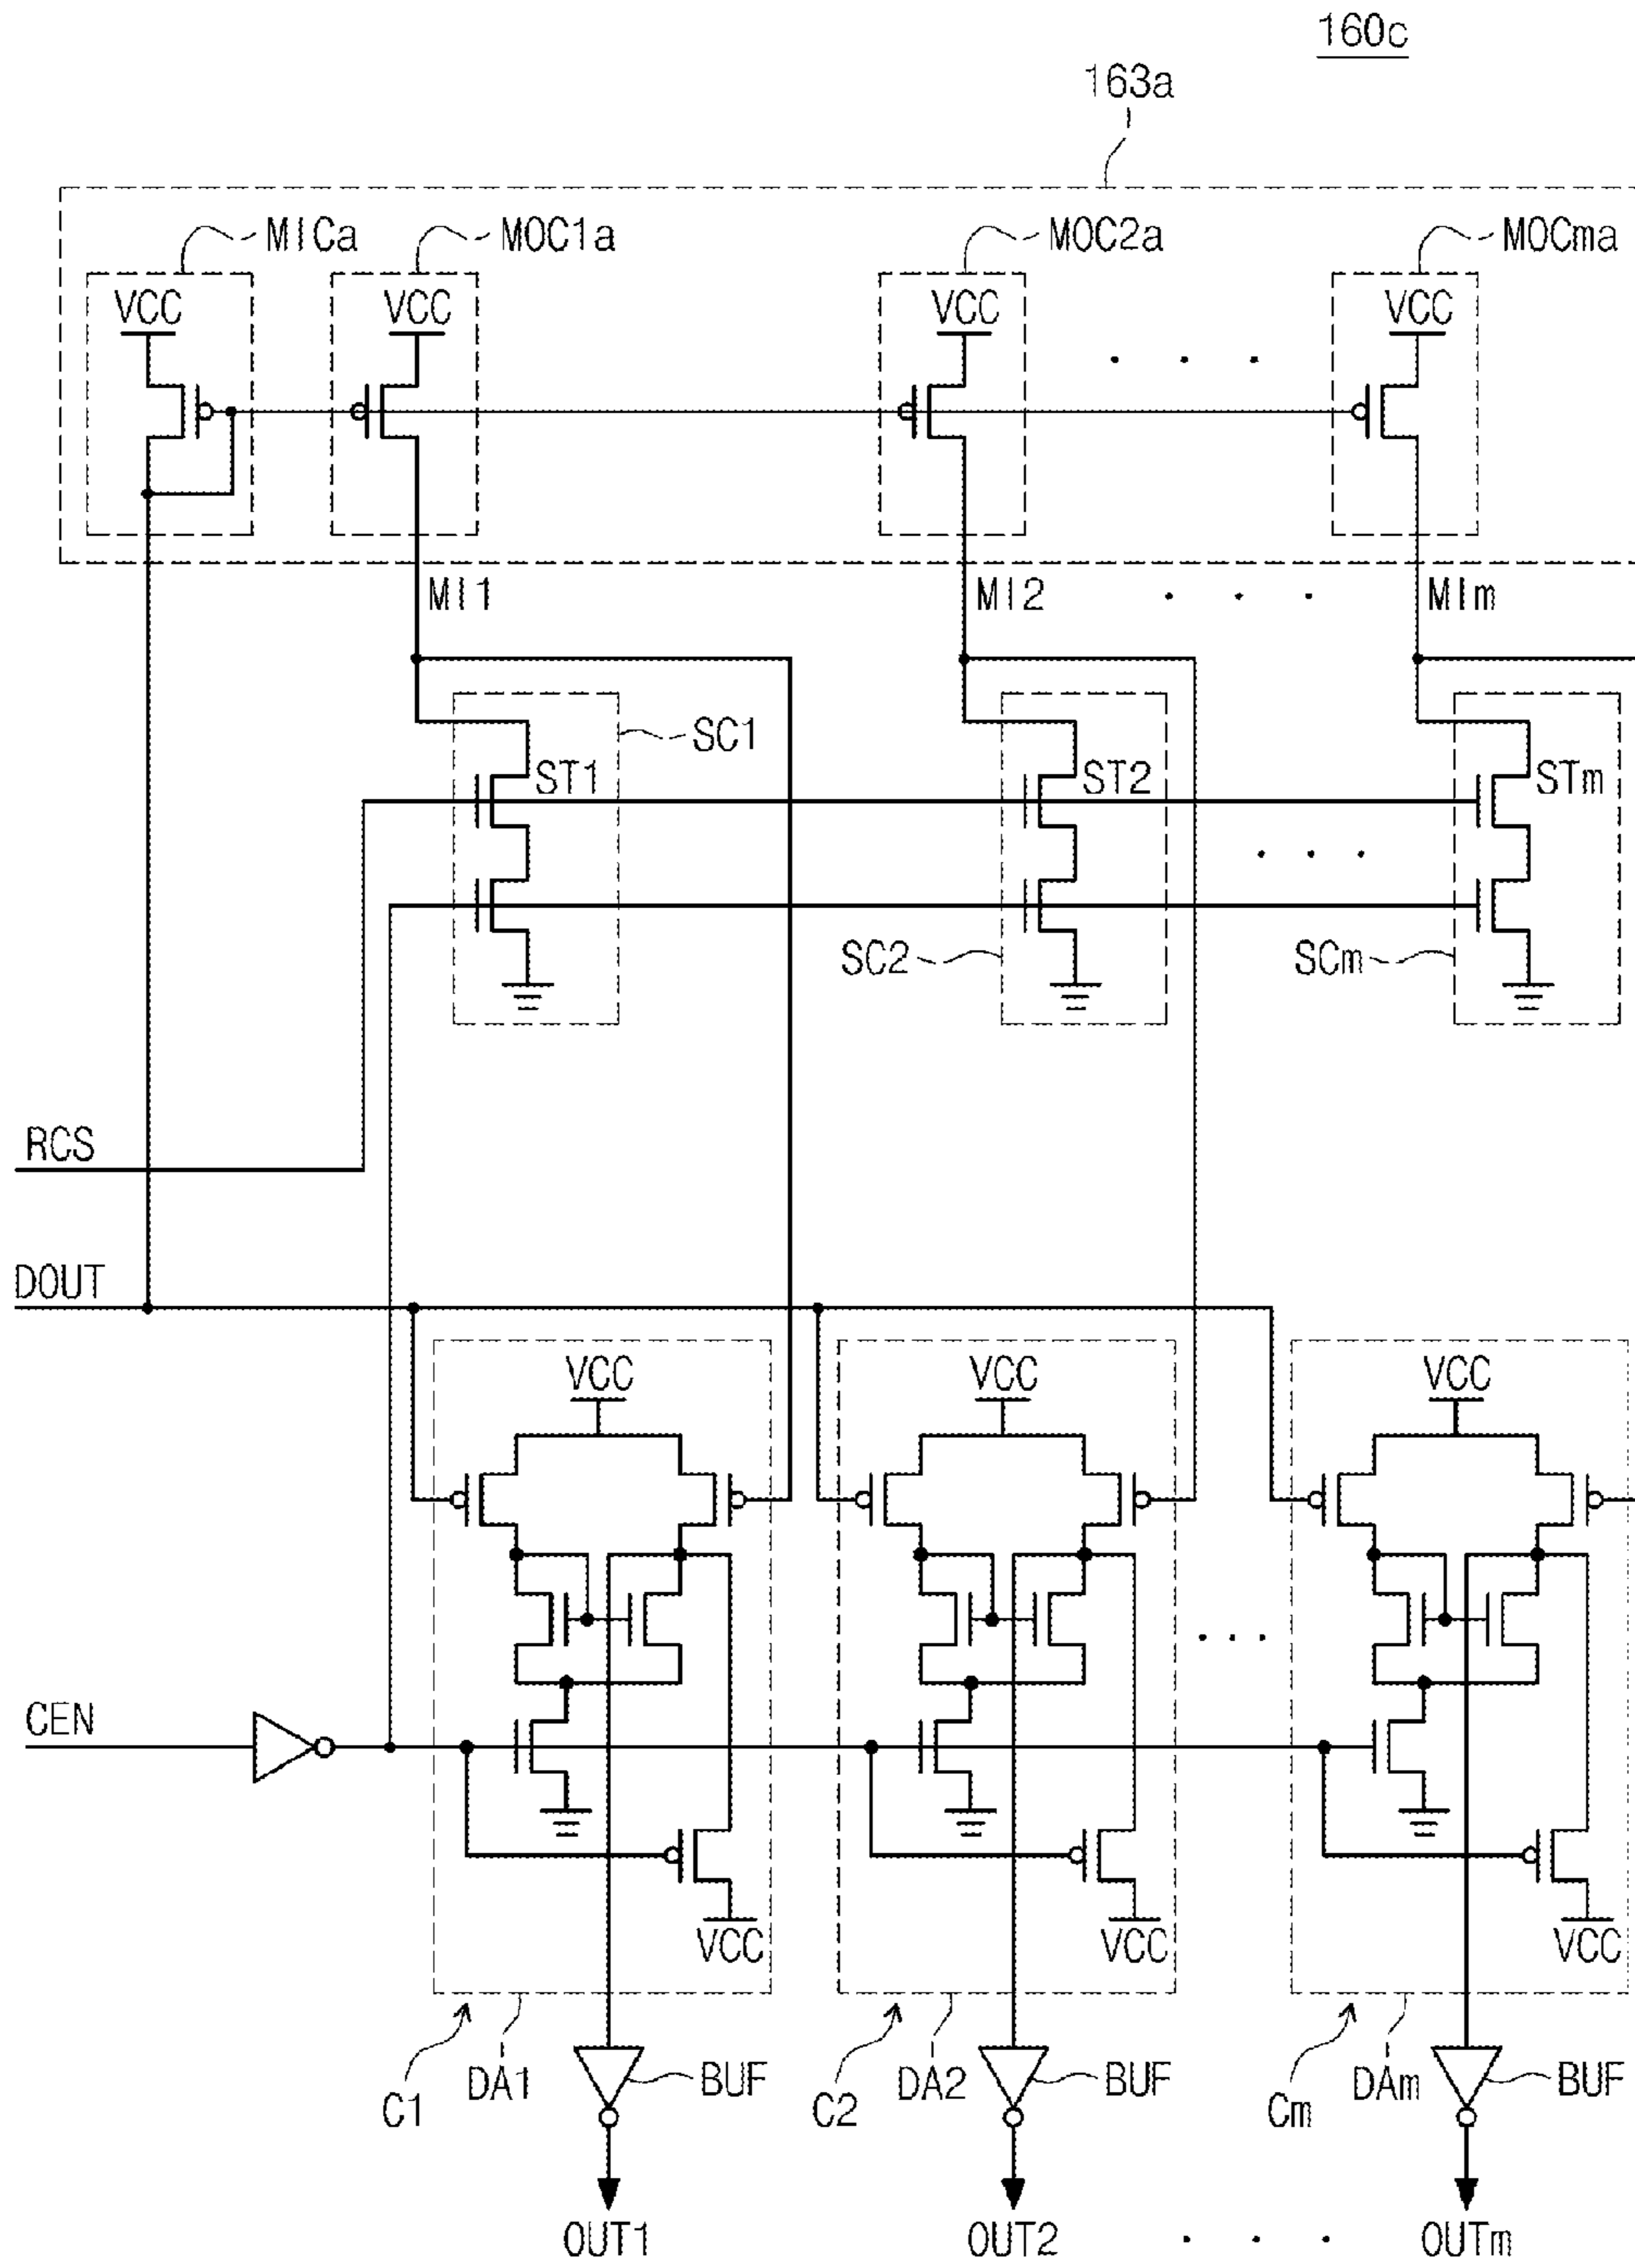 160c
163a
MICa MOC1a MOC2a MOCma
VCC VCC VCC VCC
. . .
MI1 MI2 . . . MIm
SC1
ST1 ST2 STm
. . .
SC2 SCm
RCS
DOUT
VCC VCC VCC
. . .
CEN
VCC VCC VCC
C1 DA1 BUF C2 DA2 BUF Cm DAm BUF
OUT1 OUT2 . . . OUTm